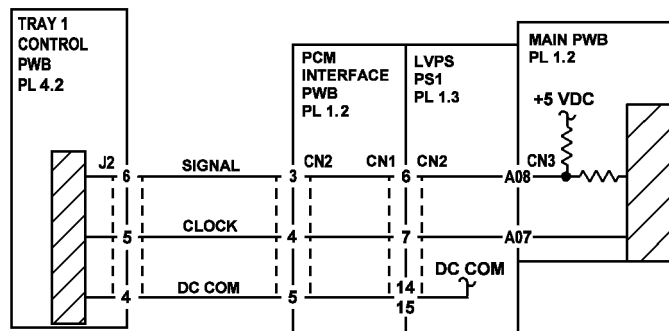 TRAY 1
CONTROL
PWB
PL 4.2
PCM
INTERFACE
PWB
PL 1.2
LVPS
PS1
PL 1.3
MAIN PWB
PL 1.2
+5 VDC
J2 6 SIGNAL 3 CN2 CN1 6 CN2 A08 CN3
5 CLOCK 4 7 A07
4 DC COM 5 14 15 DC COM